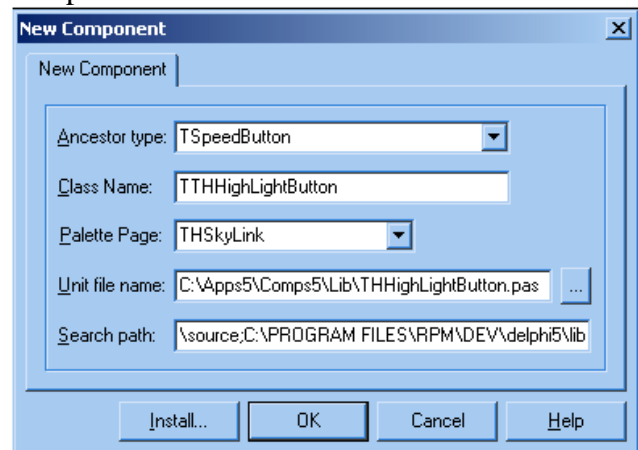 New Component
New Component
Ancestor type: TSpeedButton
Class Name: TTHHighLightButton
Palette Page: THSkyLink
Unit file name: C:\Apps5\Comps5\Lib\THHighLightButton.pas ...
Search path: \source;C:\PROGRAM FILES\RPM\DEV\delphi5\lib
Install... OK Cancel Help